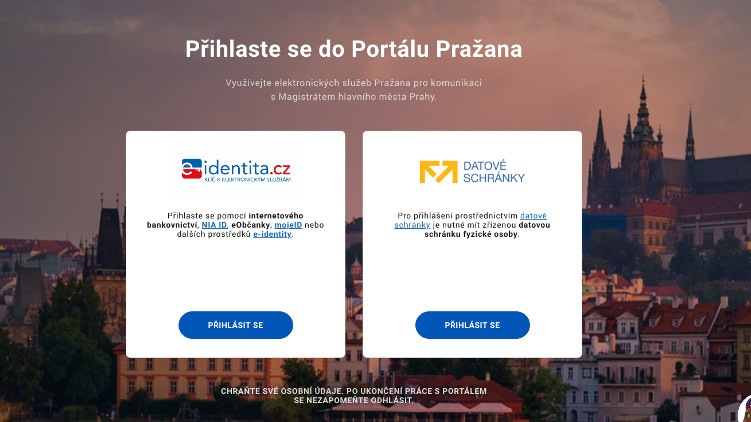 Přihlaste se do Portálu Pražana
Využívejte elektronických služeb Pražana pro komunikaci
s Magistrátem hlavního města Prahy.
e-identita.cz
KLÍČ K ELEKTRONICKÝM SLUŽBÁM
Přihlaste se pomocí internetového
bankovnictví, NIA ID, eObčanky, mojeID nebo
dalších prostředků e-identity.
PŘIHLÁSIT SE
DATOVÉ
SCHRÁNKY
Pro přihlášení prostřednictvím datové
schránky je nutné mít zřízenou datovou
schránku fyzické osoby.
PŘIHLÁSIT SE
CHRAŇTE SVÉ OSOBNÍ ÚDAJE. PO UKONČENÍ PRÁCE S PORTÁLEM
SE NEZAPOMEŇTE ODHLÁSIT.